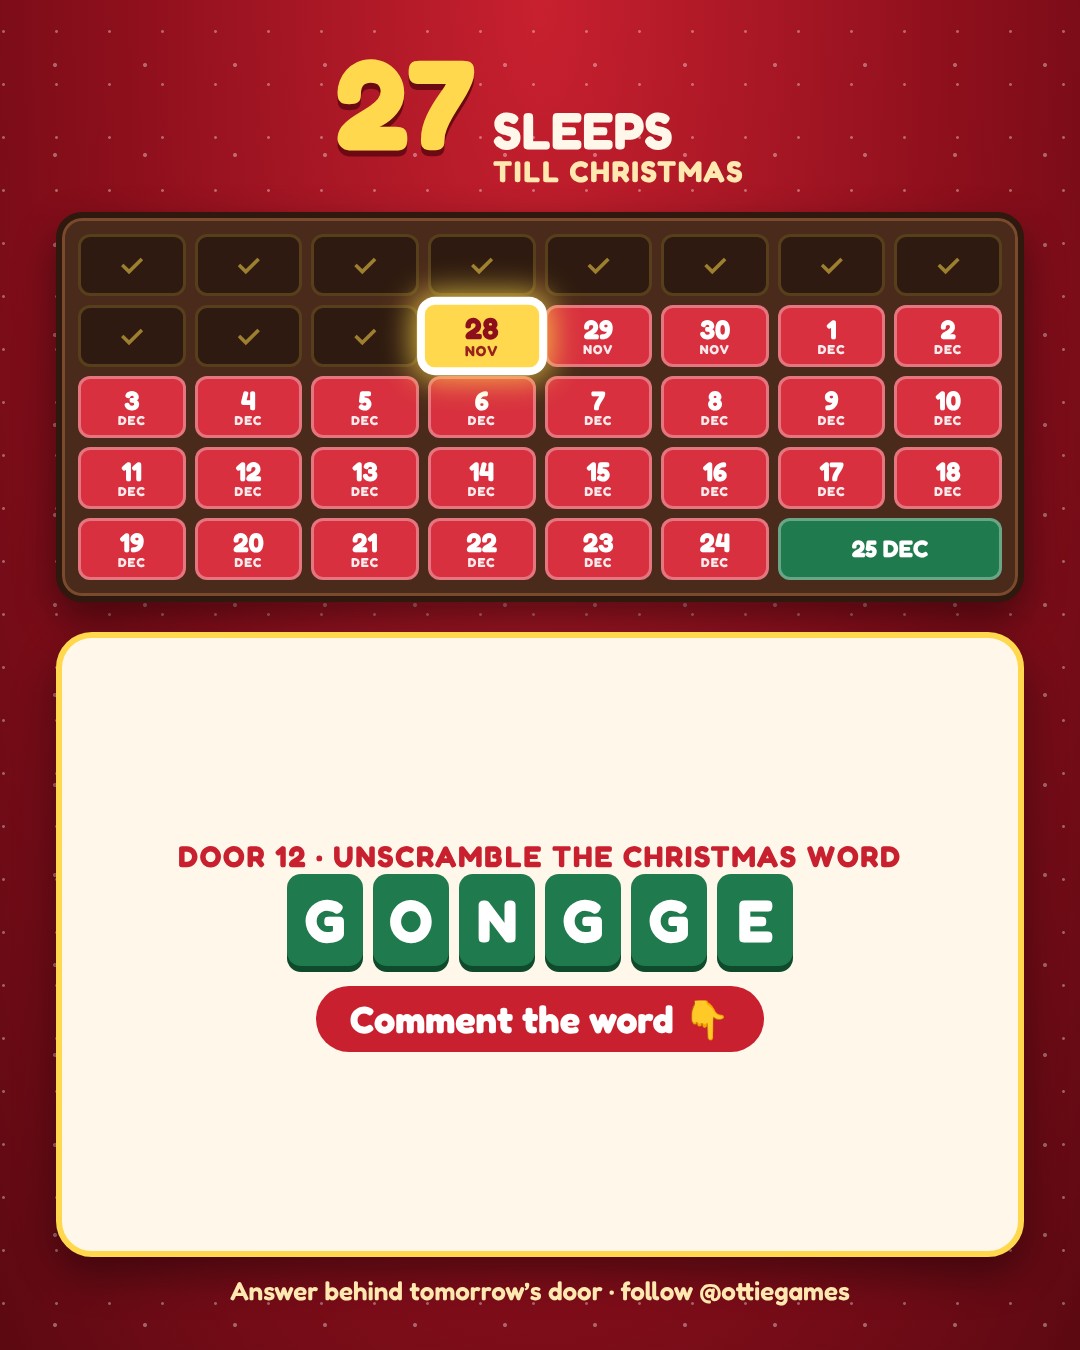 27 SLEEPS
TILL CHRISTMAS
28 NOV
29 NOV
30 NOV
1 DEC
2 DEC
3 DEC
4 DEC
5 DEC
6 DEC
7 DEC
8 DEC
9 DEC
10 DEC
11 DEC
12 DEC
13 DEC
14 DEC
15 DEC
16 DEC
17 DEC
18 DEC
19 DEC
20 DEC
21 DEC
22 DEC
23 DEC
24 DEC
25 DEC
DOOR 12 · UNSCRAMBLE THE CHRISTMAS WORD
G O N G G E
Comment the word 👇
Answer behind tomorrow’s door · follow @ottiegames